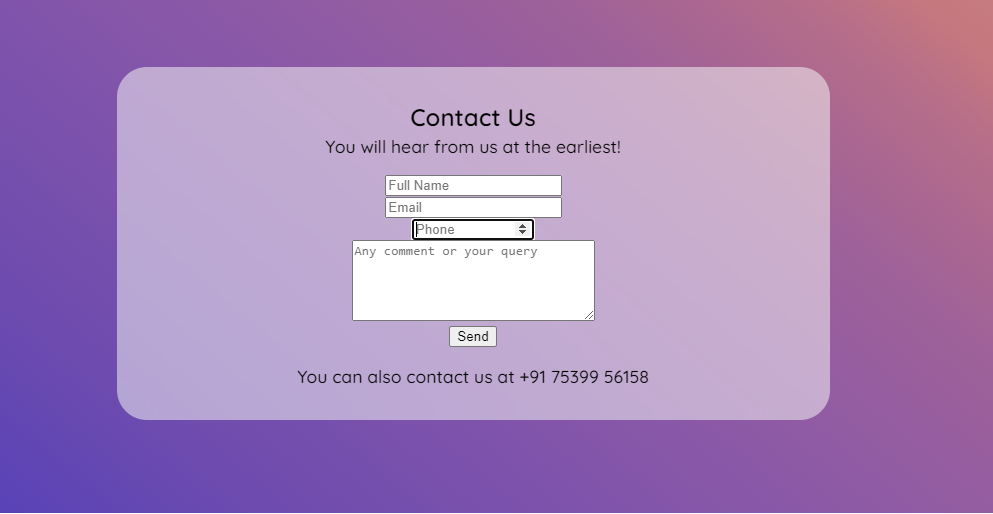 Contact Us
You will hear from us at the earliest!
Full Name
Email
Phone
Any comment or your query
Send
You can also contact us at +91 75399 56158